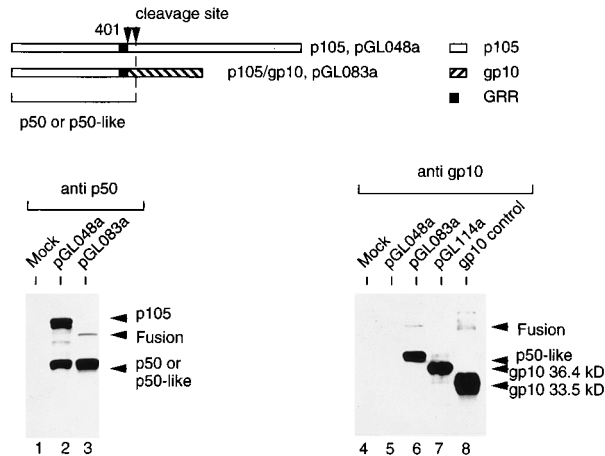 cleavage site
401
p105, pGL048a
p105/gp10, pGL083a
p50 or p50-like
p105
gp10
GRR
anti p50
Mock
pGL048a
pGL083a
p105
Fusion
p50 or
p50-like
1 2 3
anti gp10
Mock
pGL048a
pGL083a
pGL114a
gp10 control
Fusion
p50-like
gp10 36.4 kD
gp10 33.5 kD
4 5 6 7 8